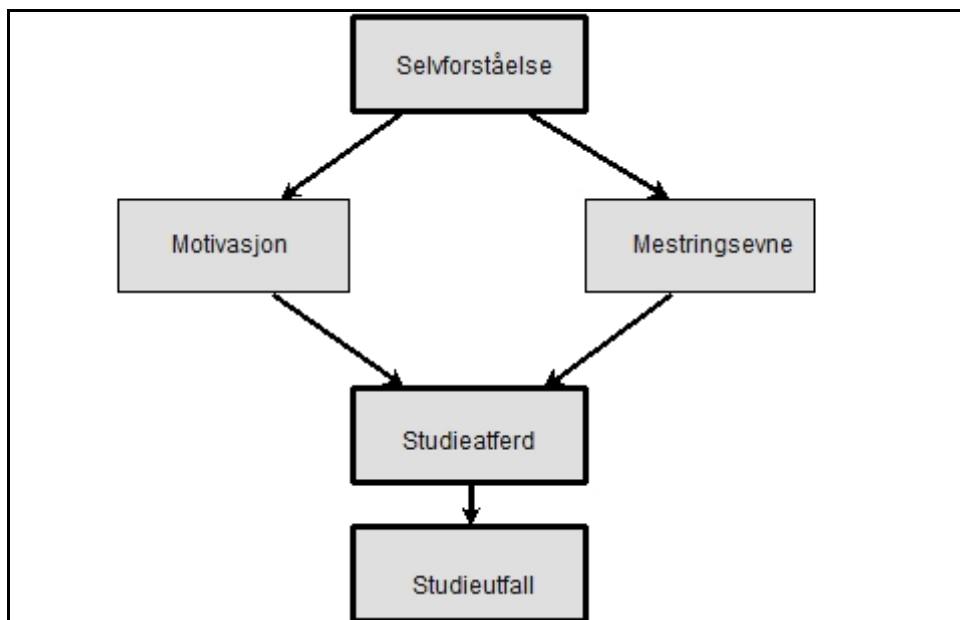 Selvforståelse
Motivasjon
Mestringsevne
Studieatferd
Studieutfall